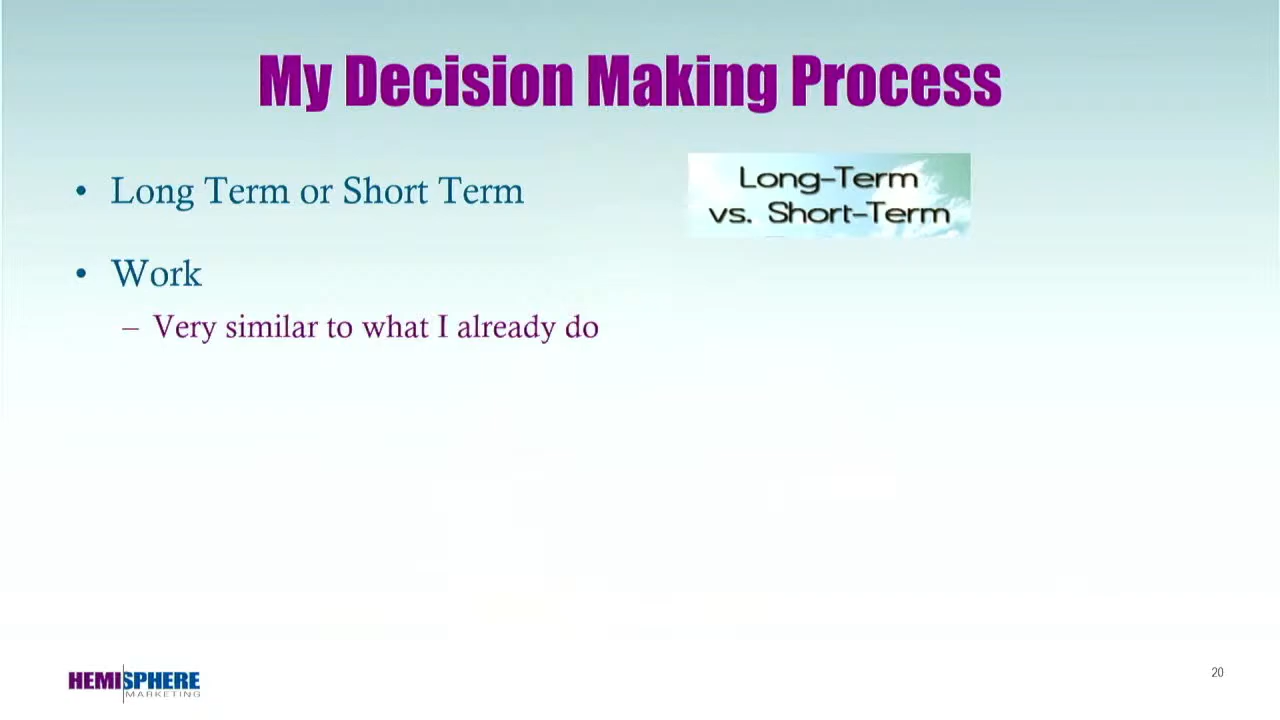 My Decision Making Process
• Long Term or Short Term
Long-Term
vs. Short-Term
• Work
– Very similar to what I already do
HEMISPHERE
MARKETING
20